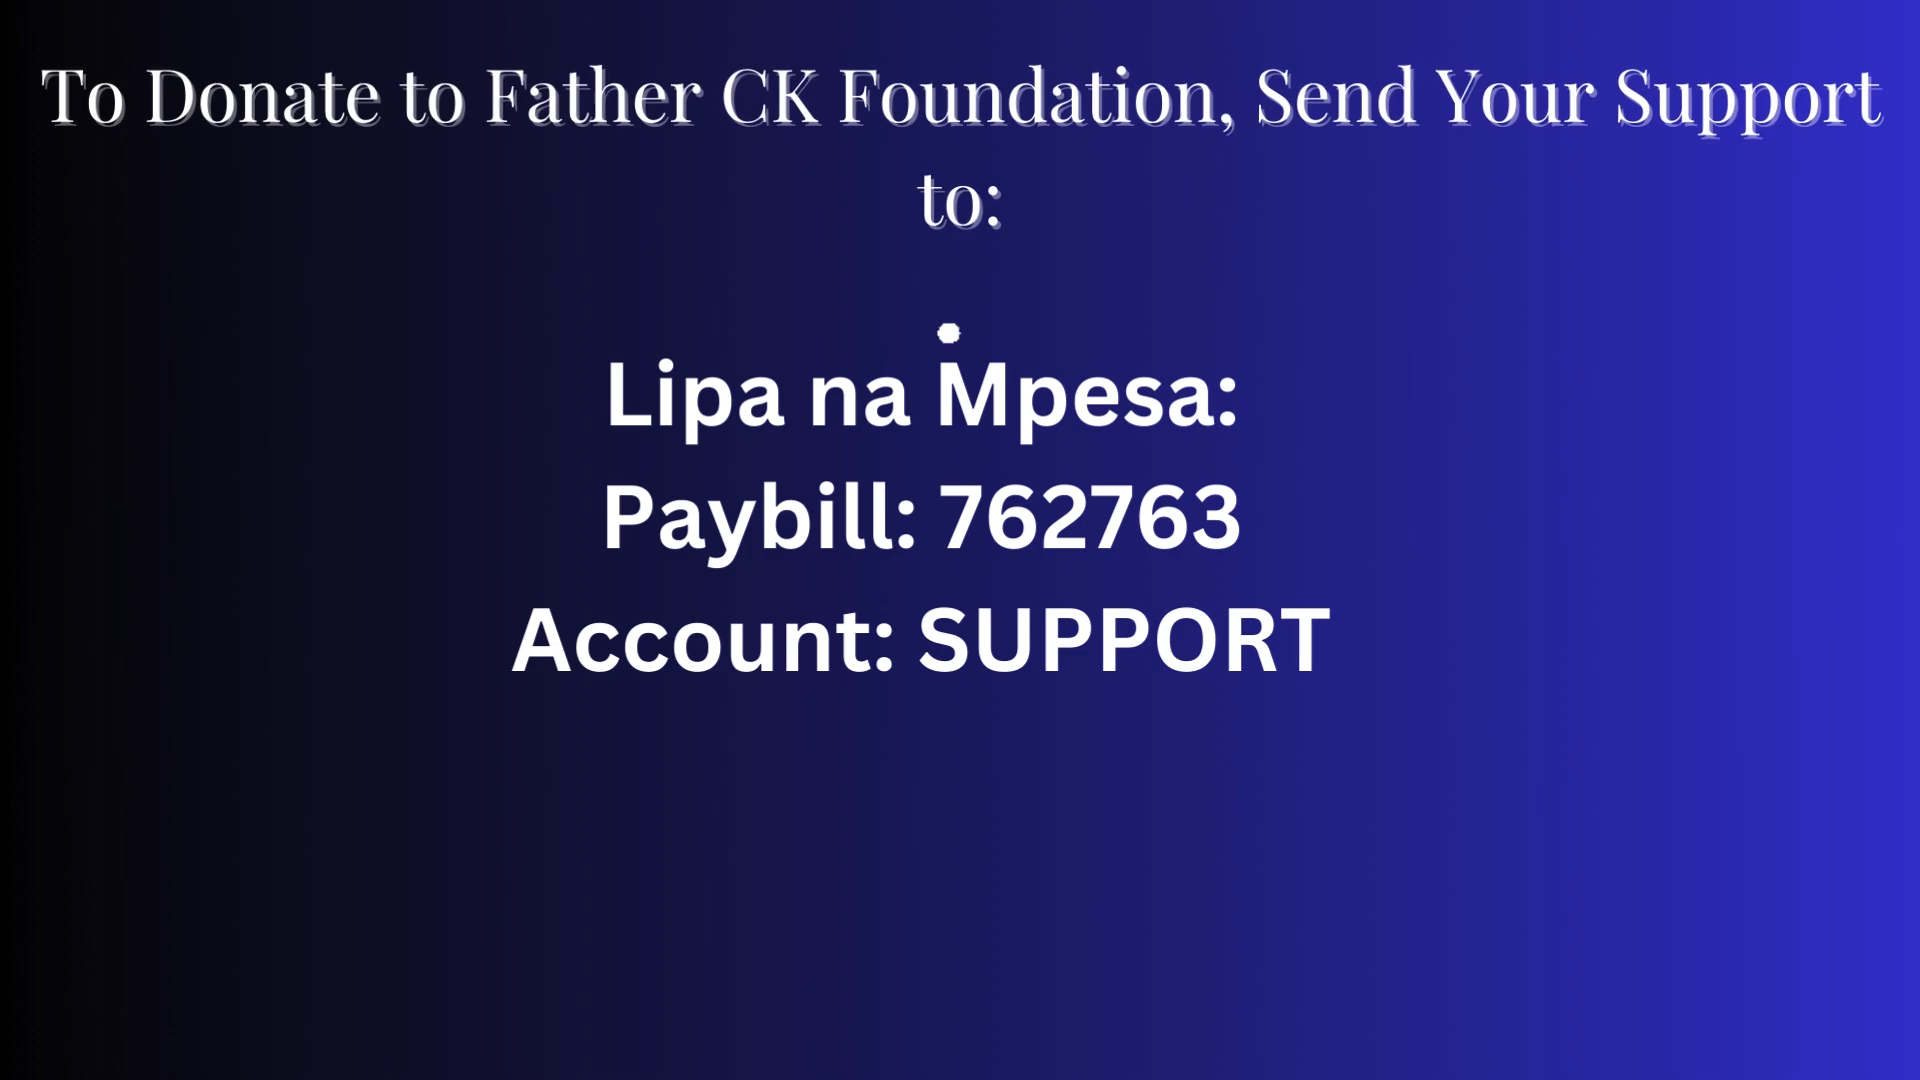 To Donate to Father CK Foundation, Send Your Support
to:
Lipa na Mpesa:
Paybill: 762763
Account: SUPPORT